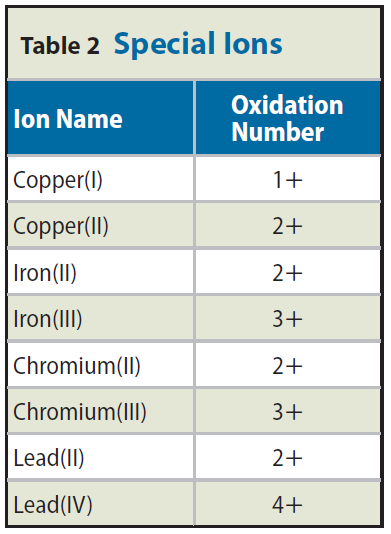 Table 2 Special Ions
Ion Name
Oxidation
Number
Copper(I) 1+
Copper(II) 2+
Iron(II) 2+
Iron(III) 3+
Chromium(II) 2+
Chromium(III) 3+
Lead(II) 2+
Lead(IV) 4+